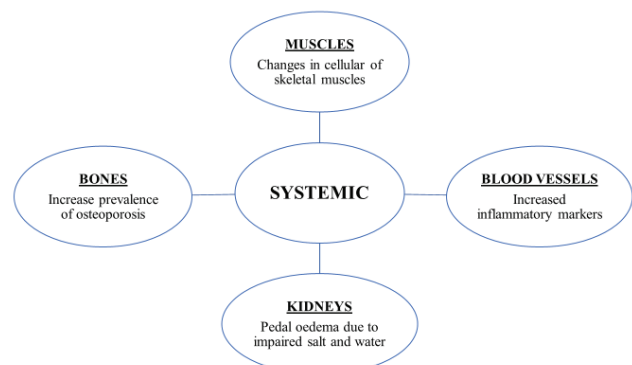 MUSCLES
Changes in cellular of
skeletal muscles
BONES
Increase prevalence
of osteoporosis
SYSTEMIC
BLOOD VESSELS
Increased
inflammatory markers
KIDNEYS
Pedal oedema due to
impaired salt and water